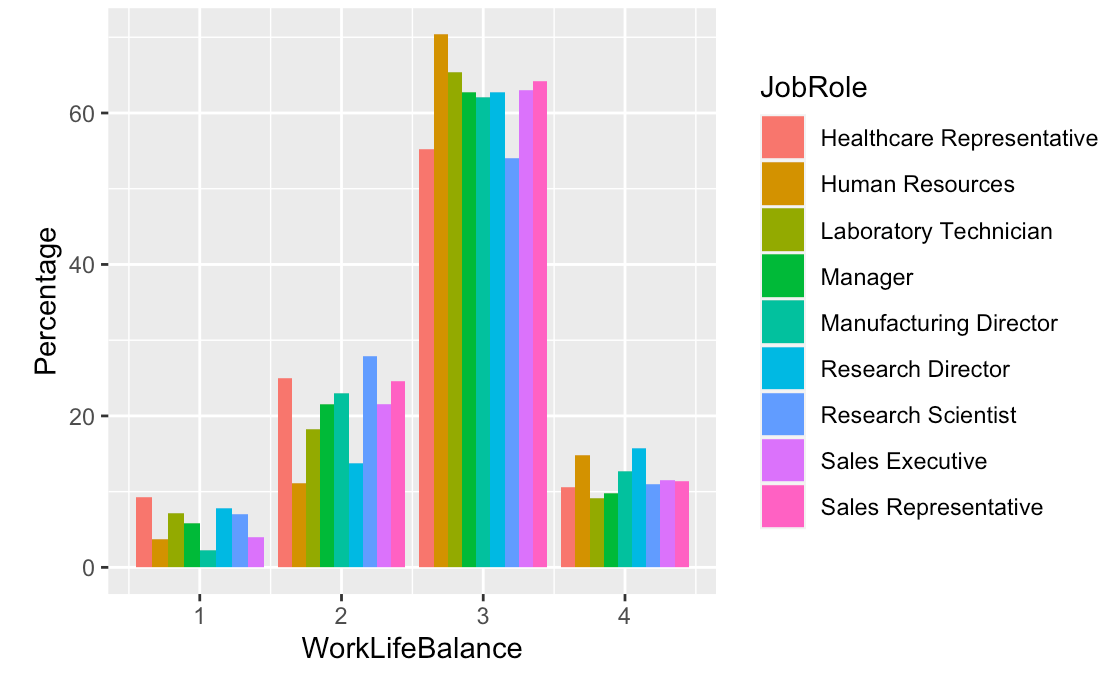 60
40
20
0
Percentage
1 2 3 4
WorkLifeBalance
JobRole
Healthcare Representative
Human Resources
Laboratory Technician
Manager
Manufacturing Director
Research Director
Research Scientist
Sales Executive
Sales Representative